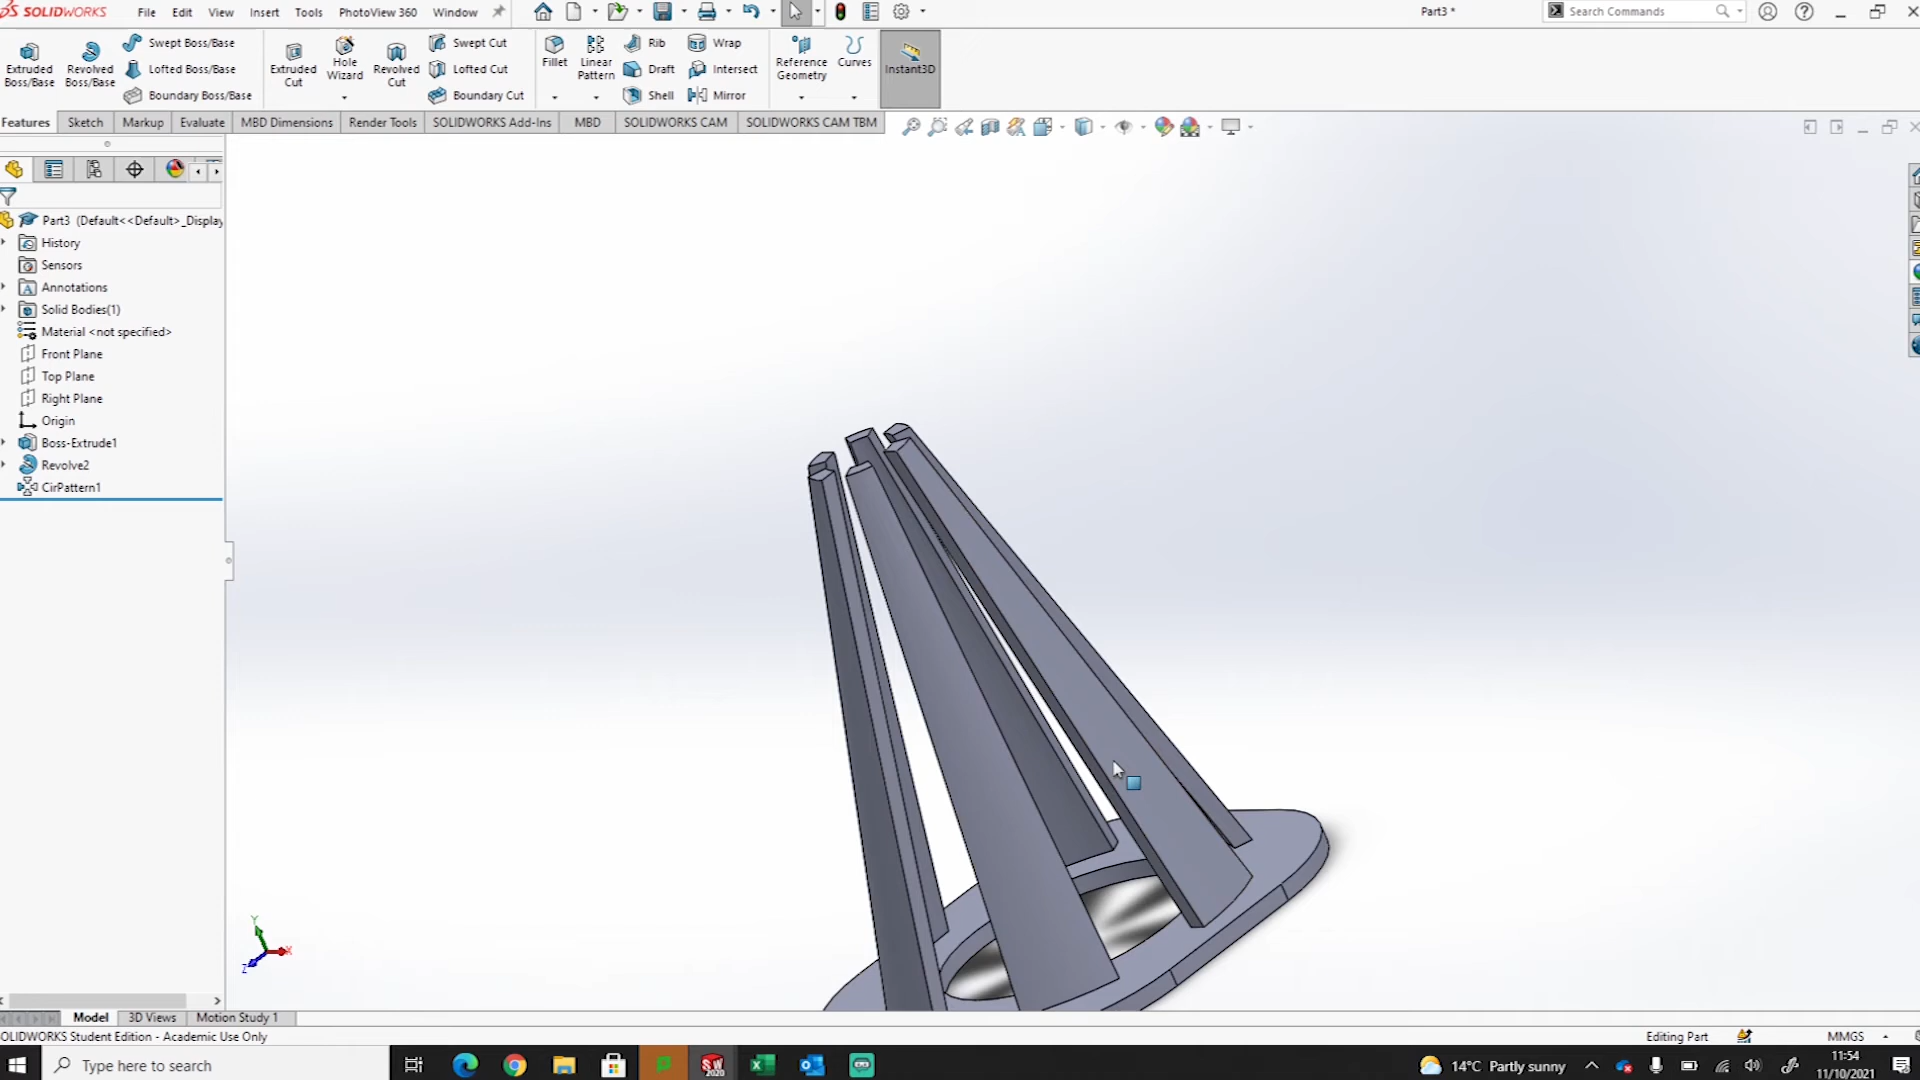 SOLIDWORKS File Edit View Insert Tools PhotoView 360 Window Part3 * Search Commands
Extruded Boss/Base
Revolved Boss/Base
Swept Boss/Base
Lofted Boss/Base
Boundary Boss/Base
Extruded Cut
Hole Wizard
Revolved Cut
Swept Cut
Lofted Cut
Boundary Cut
Fillet
Linear Pattern
Rib
Draft
Shell
Wrap
Intersect
Mirror
Reference Geometry
Curves
Instant3D
Features Sketch Markup Evaluate MBD Dimensions Render Tools SOLIDWORKS Add-Ins MBD SOLIDWORKS CAM SOLIDWORKS CAM TBM
Part3 (Default<<Default>_Display
History
Sensors
Annotations
Solid Bodies(1)
Material <not specified>
Front Plane
Top Plane
Right Plane
Origin
Boss-Extrude1
Revolve2
CirPattern1
Y
X
Z
Model 3D Views Motion Study 1
OLIDWORKS Student Edition - Academic Use Only Editing Part MMGS
Type here to search
SW
2020
14°C Partly sunny
11:54
11/10/2021